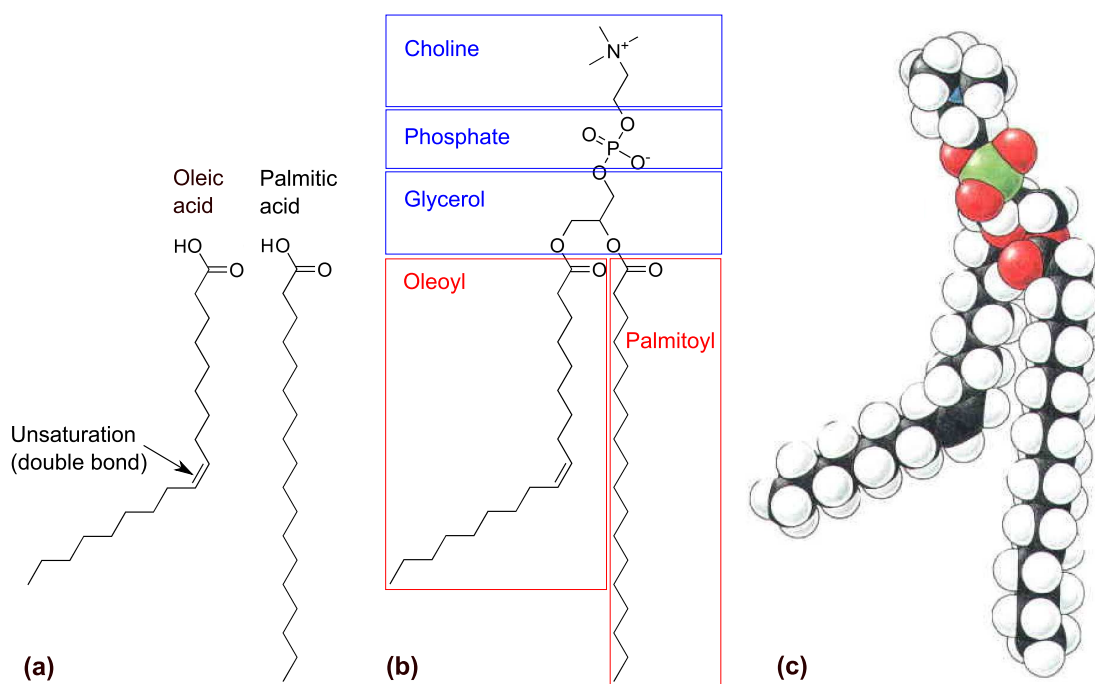 Oleic
acid
Palmitic
acid
HO
O
HO
O
Unsaturation
(double bond)
(a)
Choline
N+
O
Phosphate
O
P
O-
O
Glycerol
O
O
Oleoyl
O
O
Palmitoyl
(b)
(c)